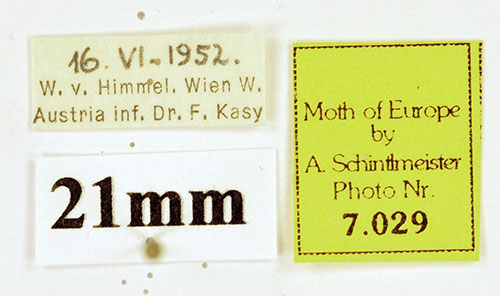 16. VI-1952.
W. v. Himmel. Wien W.
Austria inf. Dr. F. Kasy
21mm
Moth of Europe
by
A. Schintlmeister
Photo Nr.
7.029